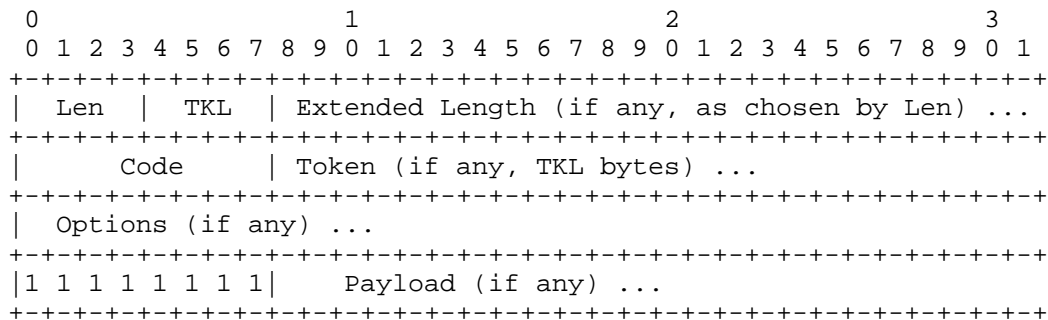 0                   1                   2                   3
 0 1 2 3 4 5 6 7 8 9 0 1 2 3 4 5 6 7 8 9 0 1 2 3 4 5 6 7 8 9 0 1
+-+-+-+-+-+-+-+-+-+-+-+-+-+-+-+-+-+-+-+-+-+-+-+-+-+-+-+-+-+-+-+-+
|  Len  |  TKL  | Extended Length (if any, as chosen by Len) ...
+-+-+-+-+-+-+-+-+-+-+-+-+-+-+-+-+-+-+-+-+-+-+-+-+-+-+-+-+-+-+-+-+
|      Code     | Token (if any, TKL bytes) ...
+-+-+-+-+-+-+-+-+-+-+-+-+-+-+-+-+-+-+-+-+-+-+-+-+-+-+-+-+-+-+-+-+
|  Options (if any) ...
+-+-+-+-+-+-+-+-+-+-+-+-+-+-+-+-+-+-+-+-+-+-+-+-+-+-+-+-+-+-+-+-+
|1 1 1 1 1 1 1 1|    Payload (if any) ...
+-+-+-+-+-+-+-+-+-+-+-+-+-+-+-+-+-+-+-+-+-+-+-+-+-+-+-+-+-+-+-+-+